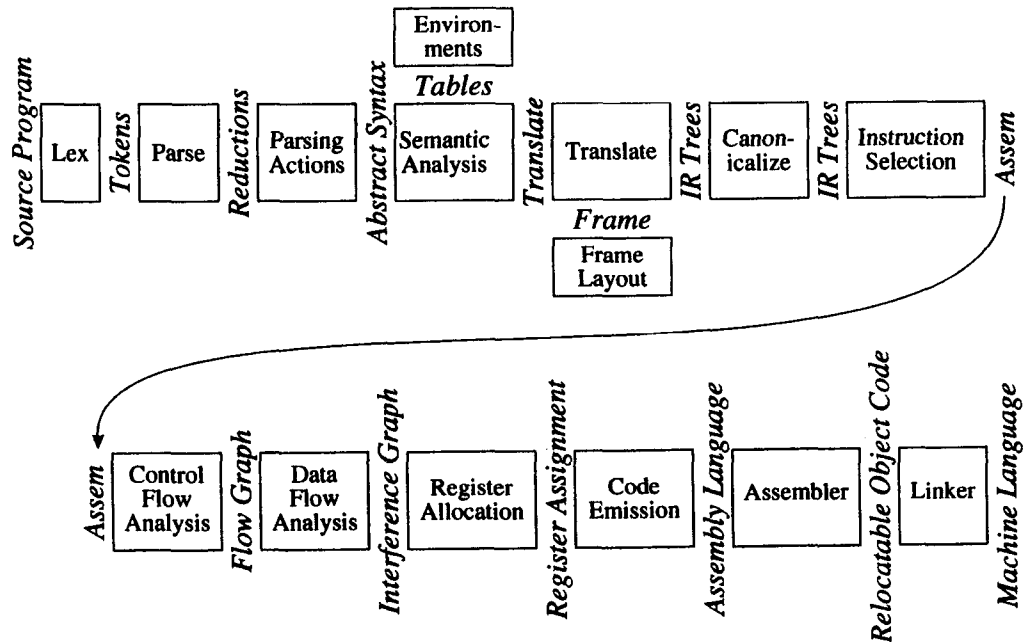 Environ-
ments
Tables
Source Program
Lex
Tokens
Parse
Reductions
Parsing
Actions
Abstract Syntax
Semantic
Analysis
Translate
Translate
IR Trees
Canon-
icalize
IR Trees
Instruction
Selection
Assem
Frame
Frame
Layout
Assem
Control
Flow
Analysis
Flow Graph
Data
Flow
Analysis
Interference Graph
Register
Allocation
Register Assignment
Code
Emission
Assembly Language
Assembler
Relocatable Object Code
Linker
Machine Language